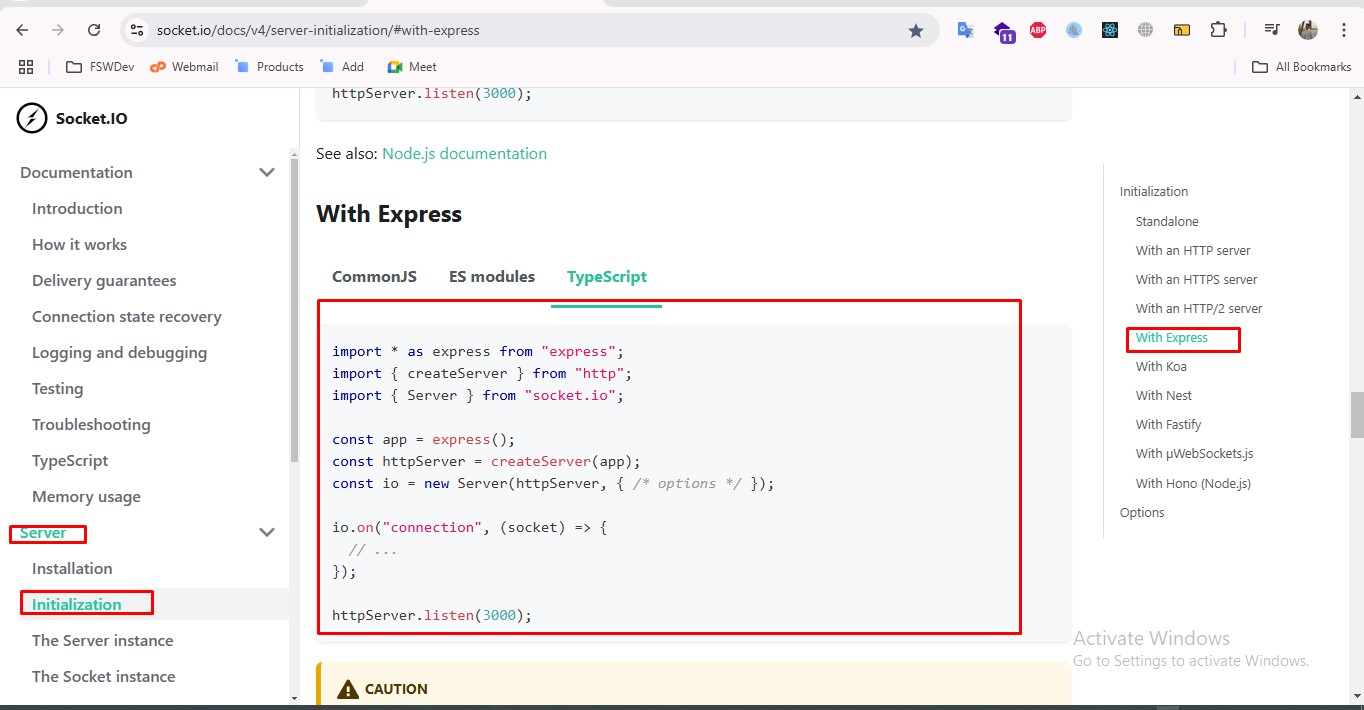 socket.io/docs/v4/server-initialization/#with-express
11
ABP
FSWDev
Webmail
Products
Add
Meet
All Bookmarks
Socket.IO
Documentation
Introduction
How it works
Delivery guarantees
Connection state recovery
Logging and debugging
Testing
Troubleshooting
TypeScript
Memory usage
Server
Installation
Initialization
The Server instance
The Socket instance
httpServer.listen(3000);
See also: Node.js documentation
With Express
CommonJS
ES modules
TypeScript
import * as express from "express";
import { createServer } from "http";
import { Server } from "socket.io";
const app = express();
const httpServer = createServer(app);
const io = new Server(httpServer, { /* options */ });
io.on("connection", (socket) => {
  // ...
});
httpServer.listen(3000);
CAUTION
Initialization
Standalone
With an HTTP server
With an HTTPS server
With an HTTP/2 server
With Express
With Koa
With Nest
With Fastify
With µWebSockets.js
With Hono (Node.js)
Options
Activate Windows
Go to Settings to activate Windows.